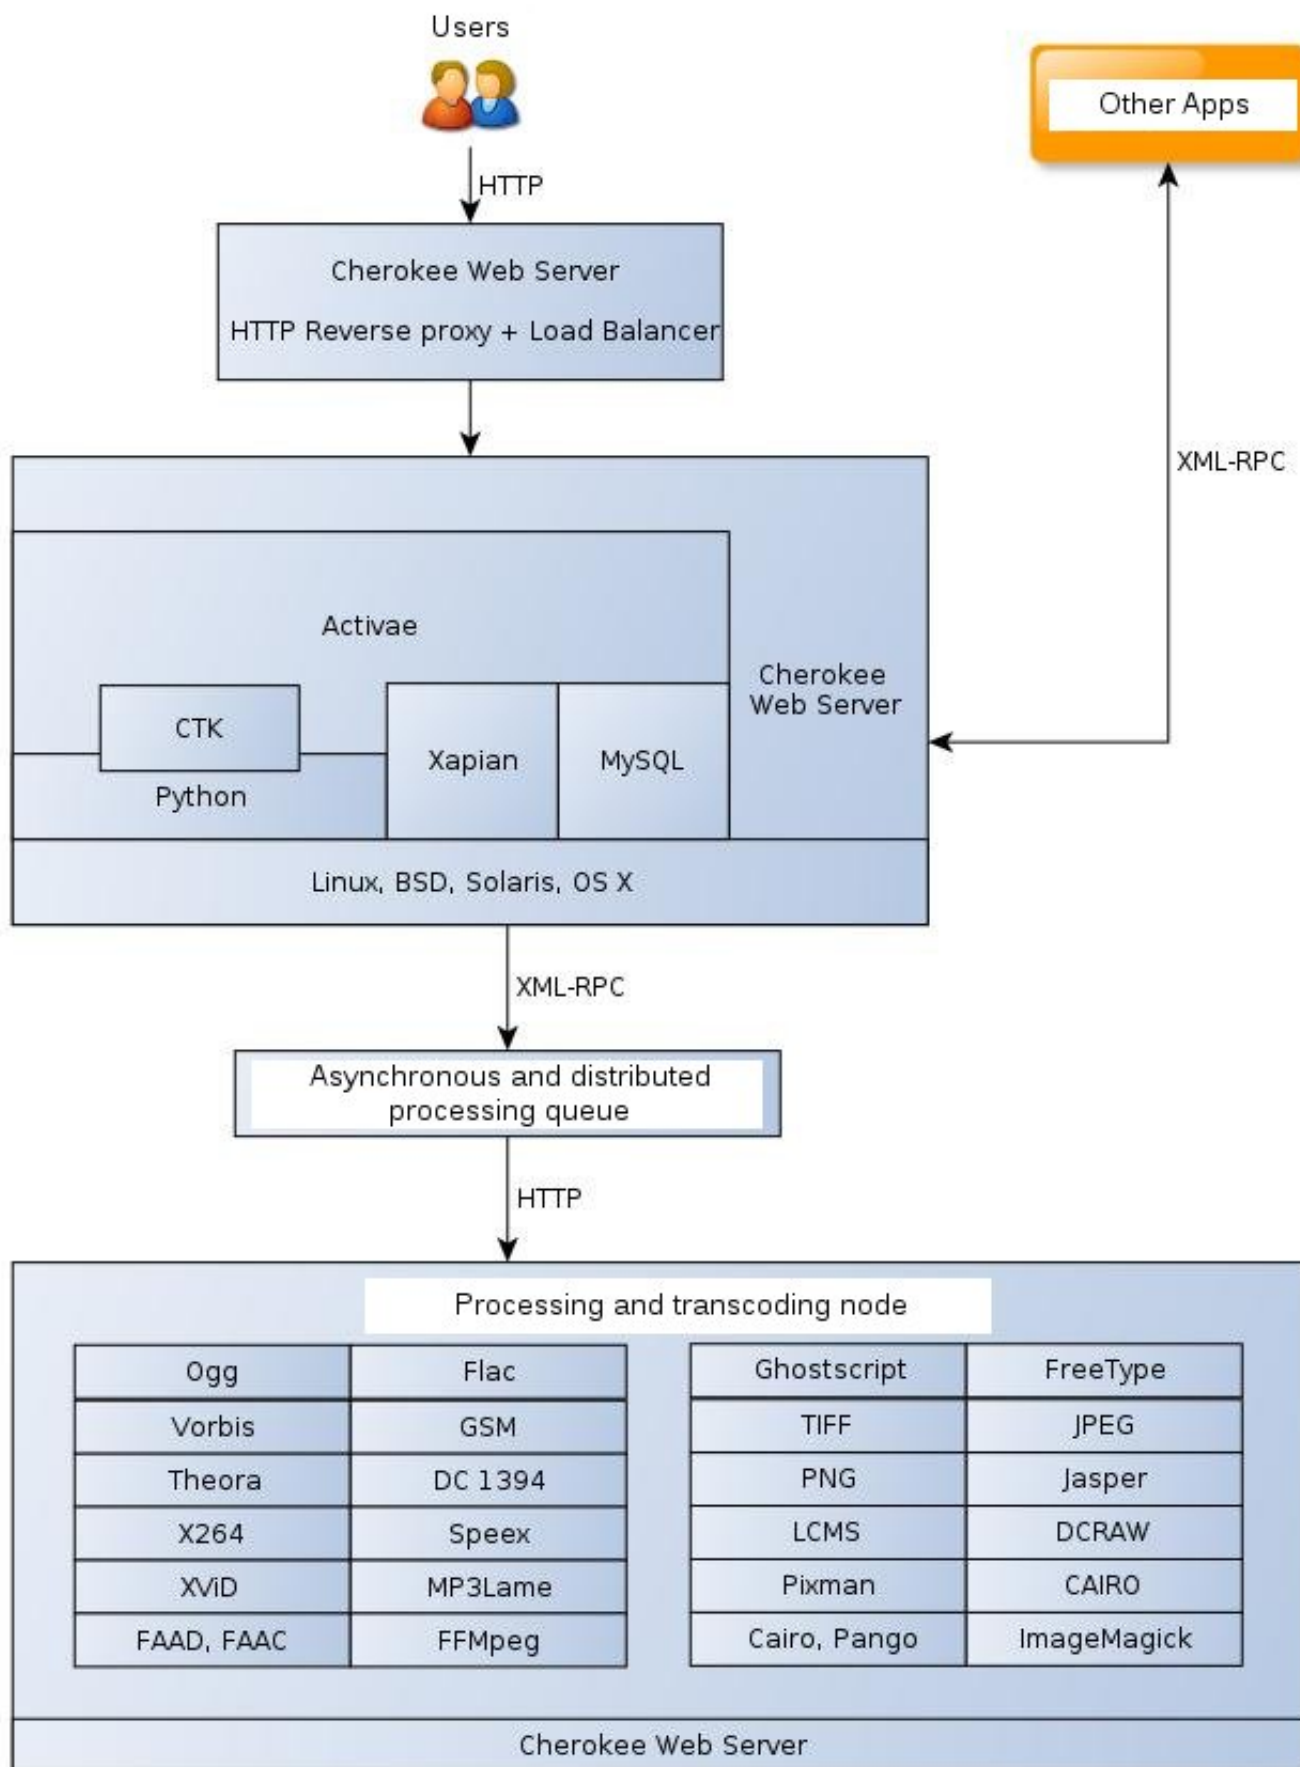 Users
Other Apps
HTTP
Cherokee Web Server
HTTP Reverse proxy + Load Balancer
XML-RPC
Activae
Cherokee
Web Server
CTK
Xapian
MySQL
Python
Linux, BSD, Solaris, OS X
XML-RPC
Asynchronous and distributed
processing queue
HTTP
Processing and transcoding node
Ogg
Flac
Vorbis
GSM
Theora
DC 1394
X264
Speex
XViD
MP3Lame
FAAD, FAAC
FFMpeg
Ghostscript
FreeType
TIFF
JPEG
PNG
Jasper
LCMS
DCRAW
Pixman
CAIRO
Cairo, Pango
ImageMagick
Cherokee Web Server